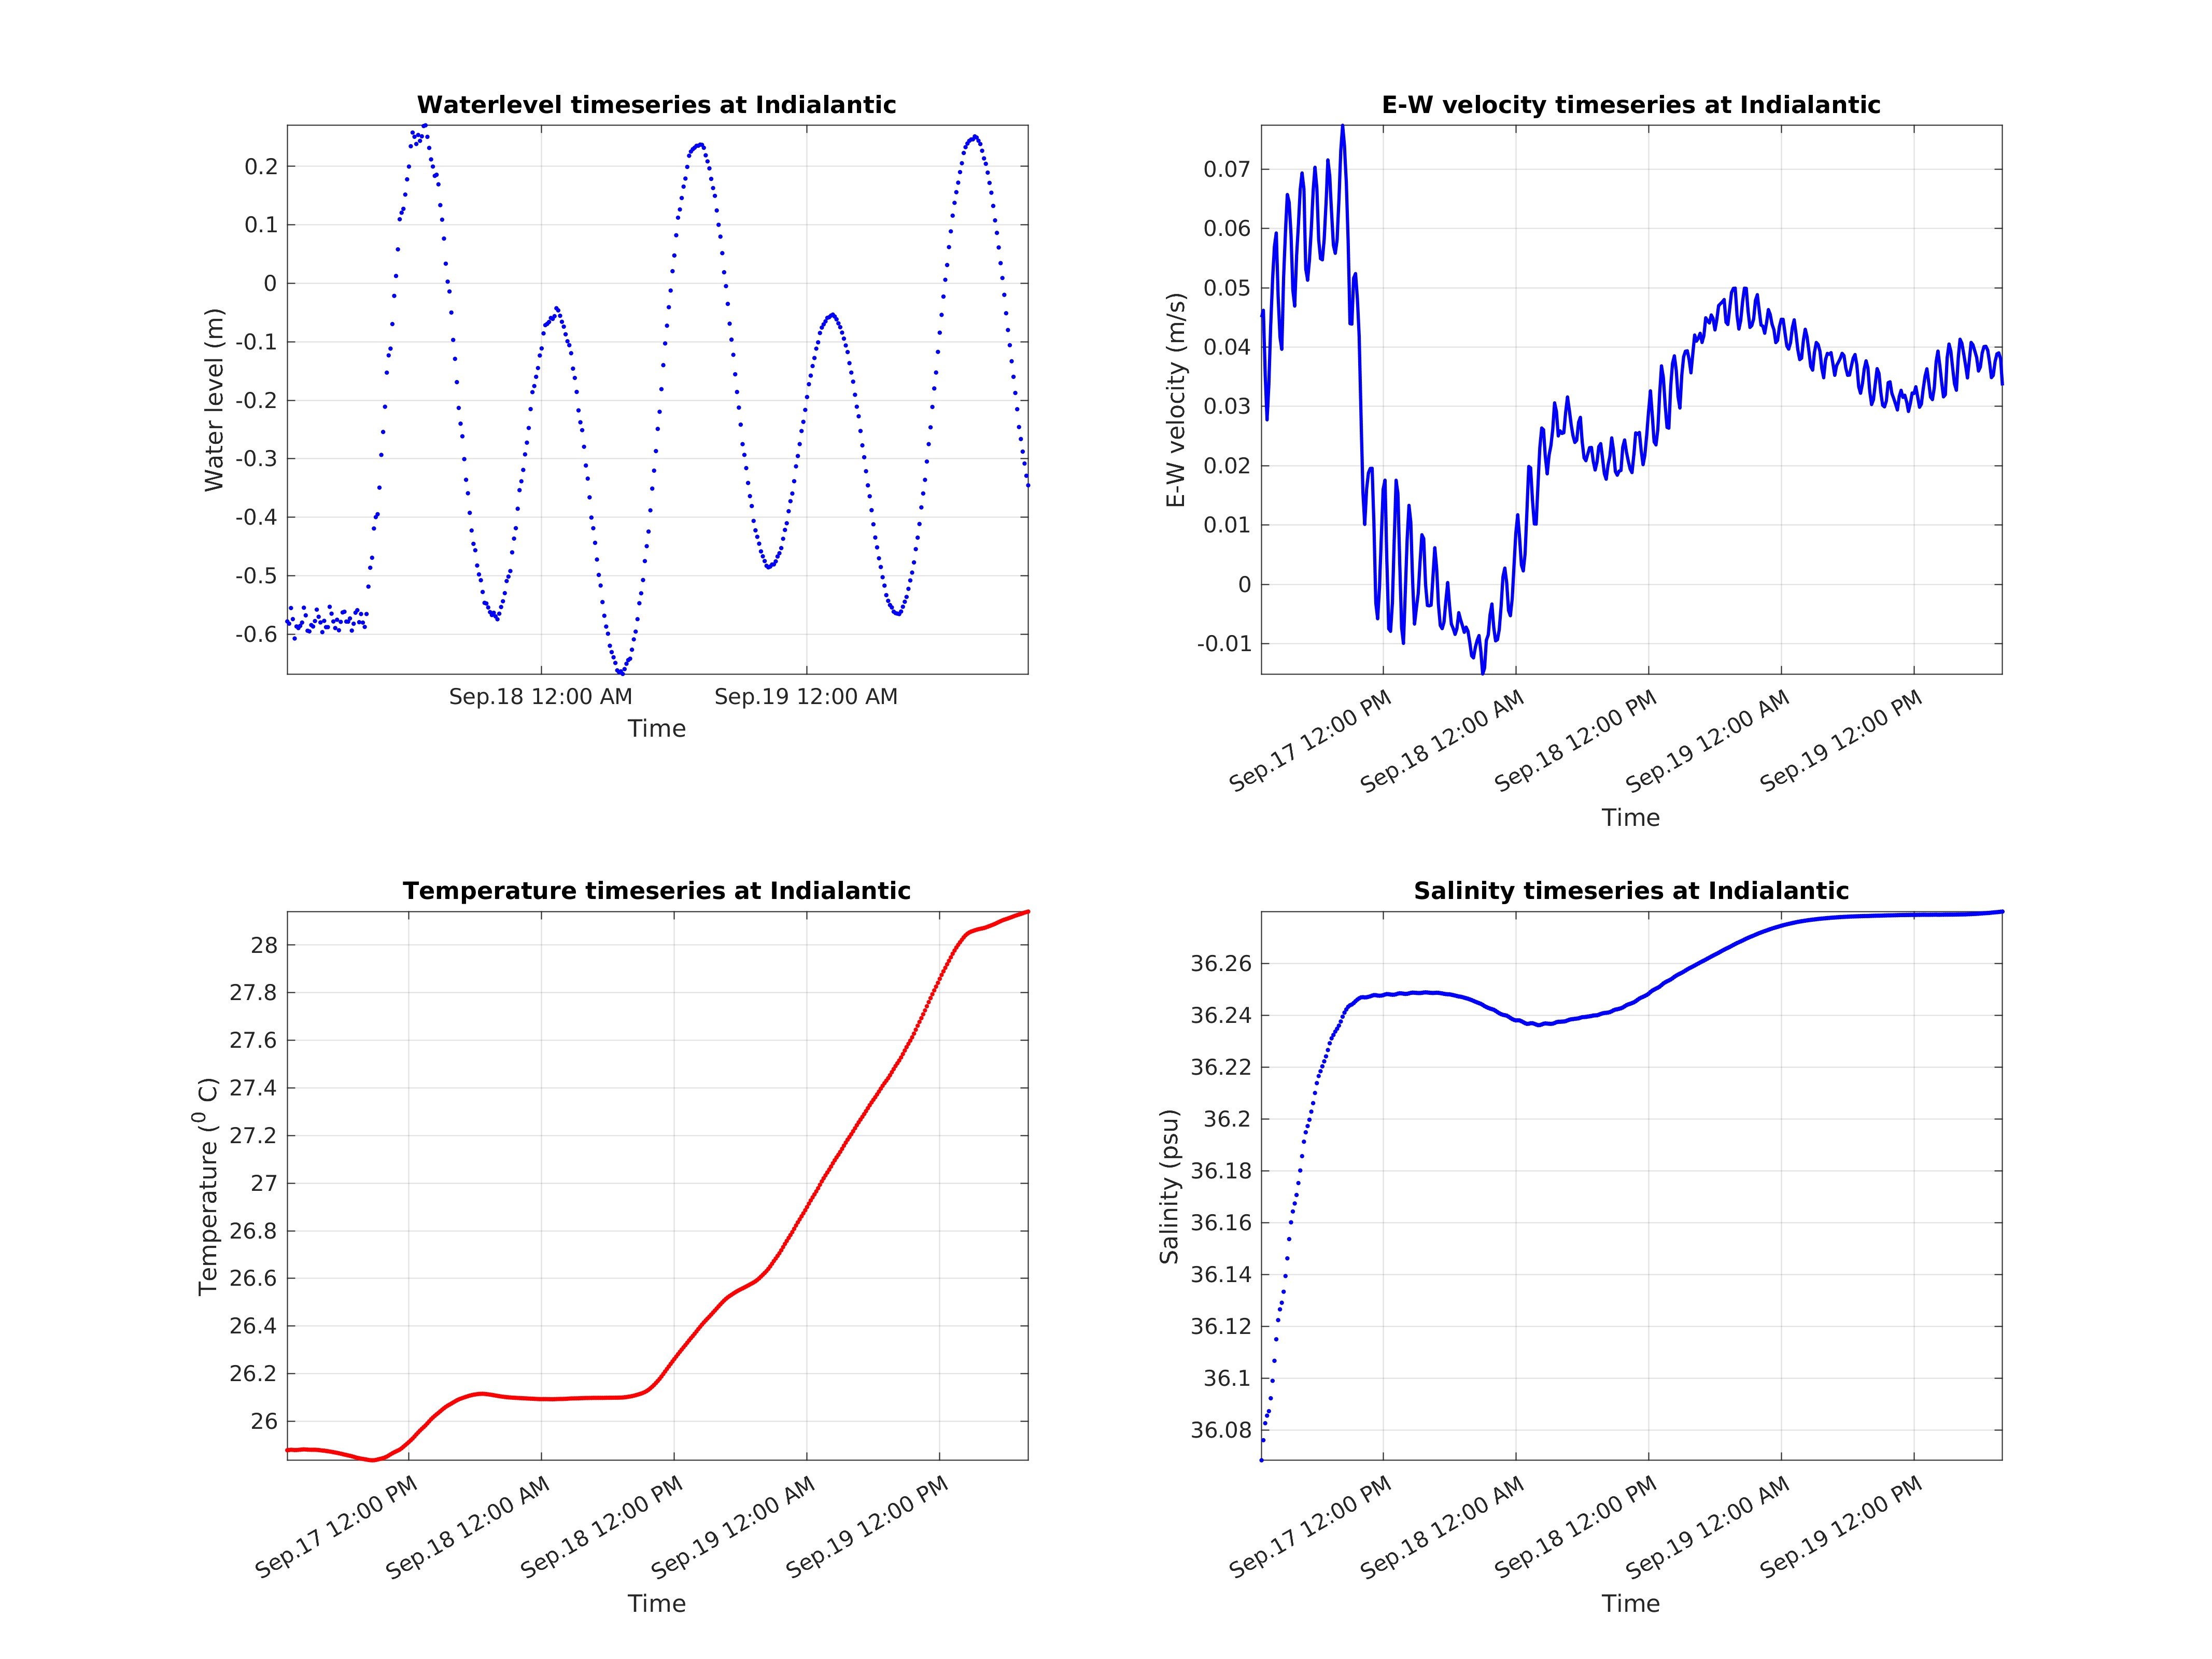 Waterlevel timeseries at Indialantic
0.2
0.1
0
-0.1
-0.2
-0.3
-0.4
-0.5
-0.6
Water level (m)
Sep.18 12:00 AM
Sep.19 12:00 AM
Time
E-W velocity timeseries at Indialantic
0.07
0.06
0.05
0.04
0.03
0.02
0.01
0
-0.01
E-W velocity (m/s)
Sep.17 12:00 PM
Sep.18 12:00 AM
Sep.18 12:00 PM
Sep.19 12:00 AM
Sep.19 12:00 PM
Time
Temperature timeseries at Indialantic
28
27.8
27.6
27.4
27.2
27
26.8
26.6
26.4
26.2
26
Temperature (⁰ C)
Sep.17 12:00 PM
Sep.18 12:00 AM
Sep.18 12:00 PM
Sep.19 12:00 AM
Sep.19 12:00 PM
Time
Salinity timeseries at Indialantic
36.26
36.24
36.22
36.2
36.18
36.16
36.14
36.12
36.1
36.08
Salinity (psu)
Sep.17 12:00 PM
Sep.18 12:00 AM
Sep.18 12:00 PM
Sep.19 12:00 AM
Sep.19 12:00 PM
Time